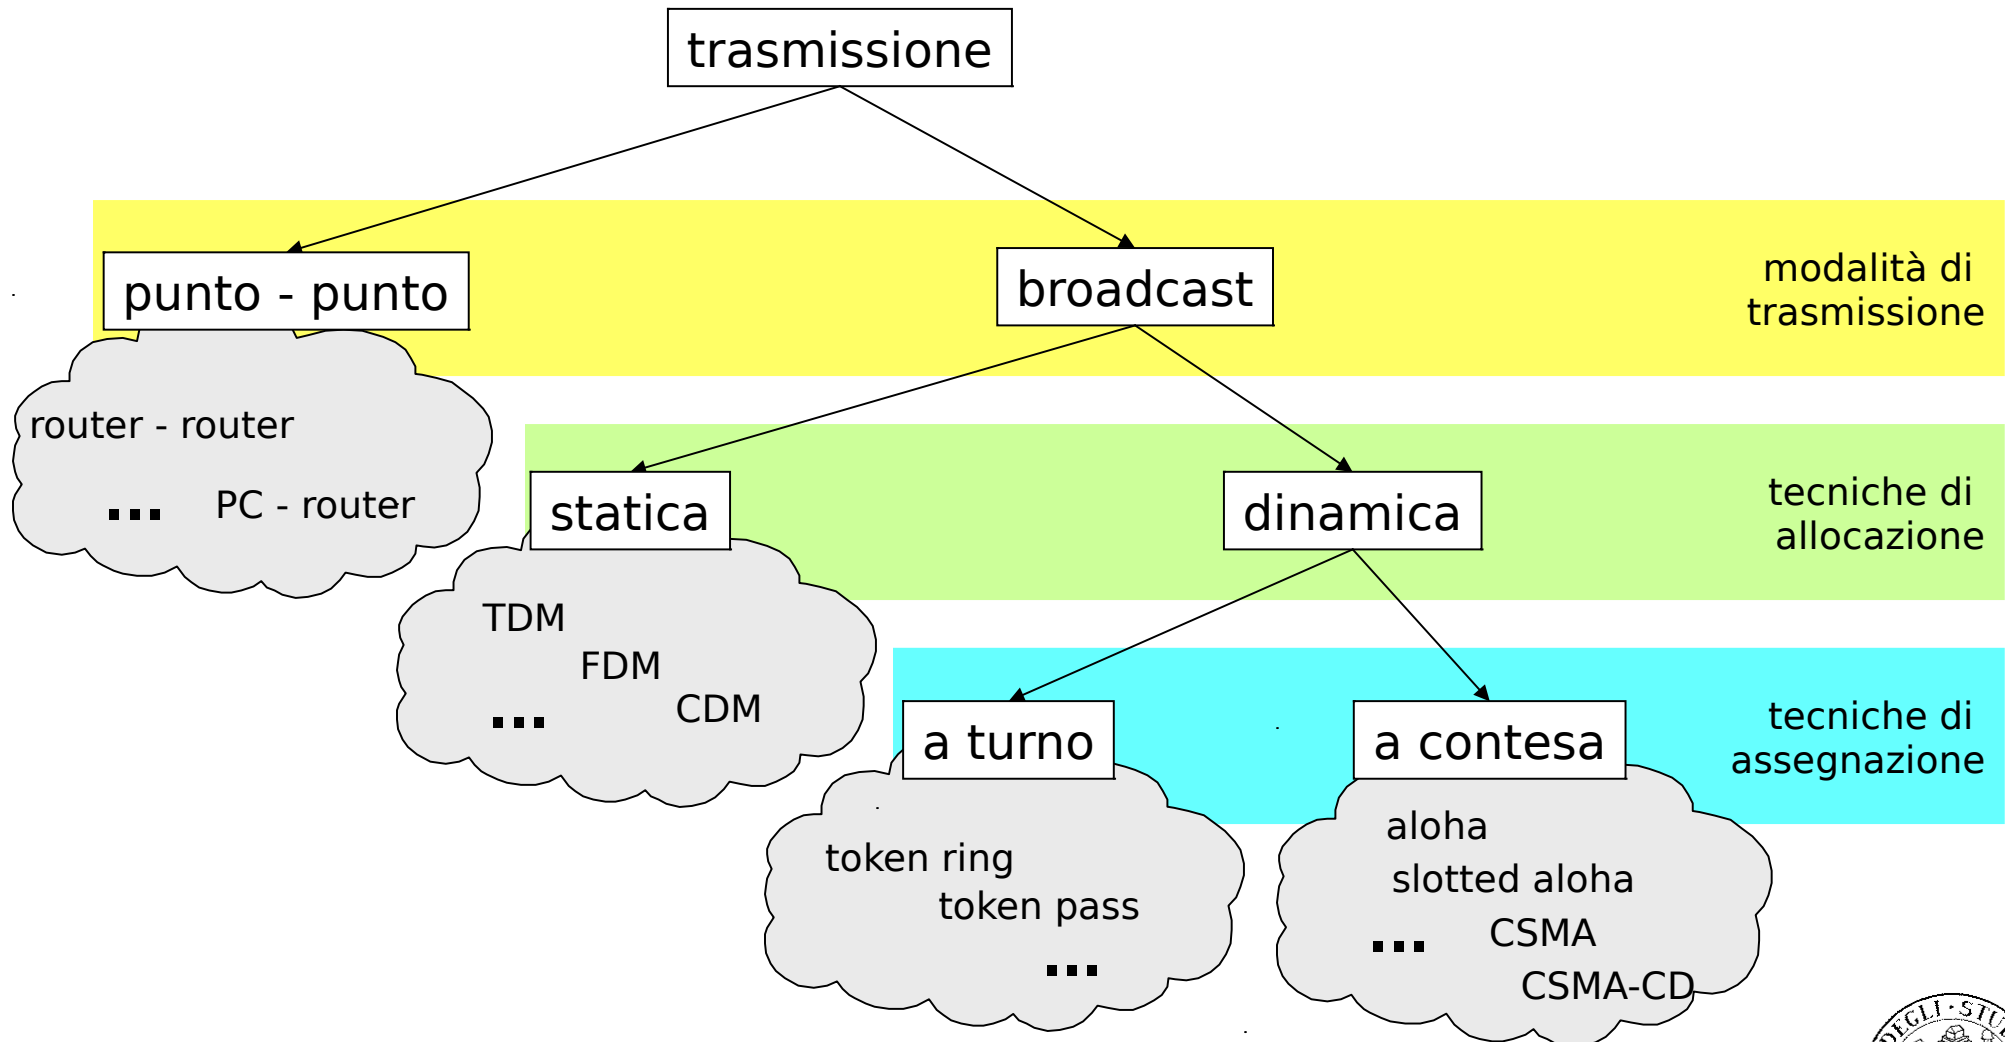 trasmissione
punto - punto
broadcast
modalità di
trasmissione
router - router
... PC - router
statica
dinamica
tecniche di
allocazione
TDM
FDM
CDM
...
a turno
a contesa
tecniche di
assegnazione
token ring
token pass
...
aloha
slotted aloha
... CSMA
CSMA-CD